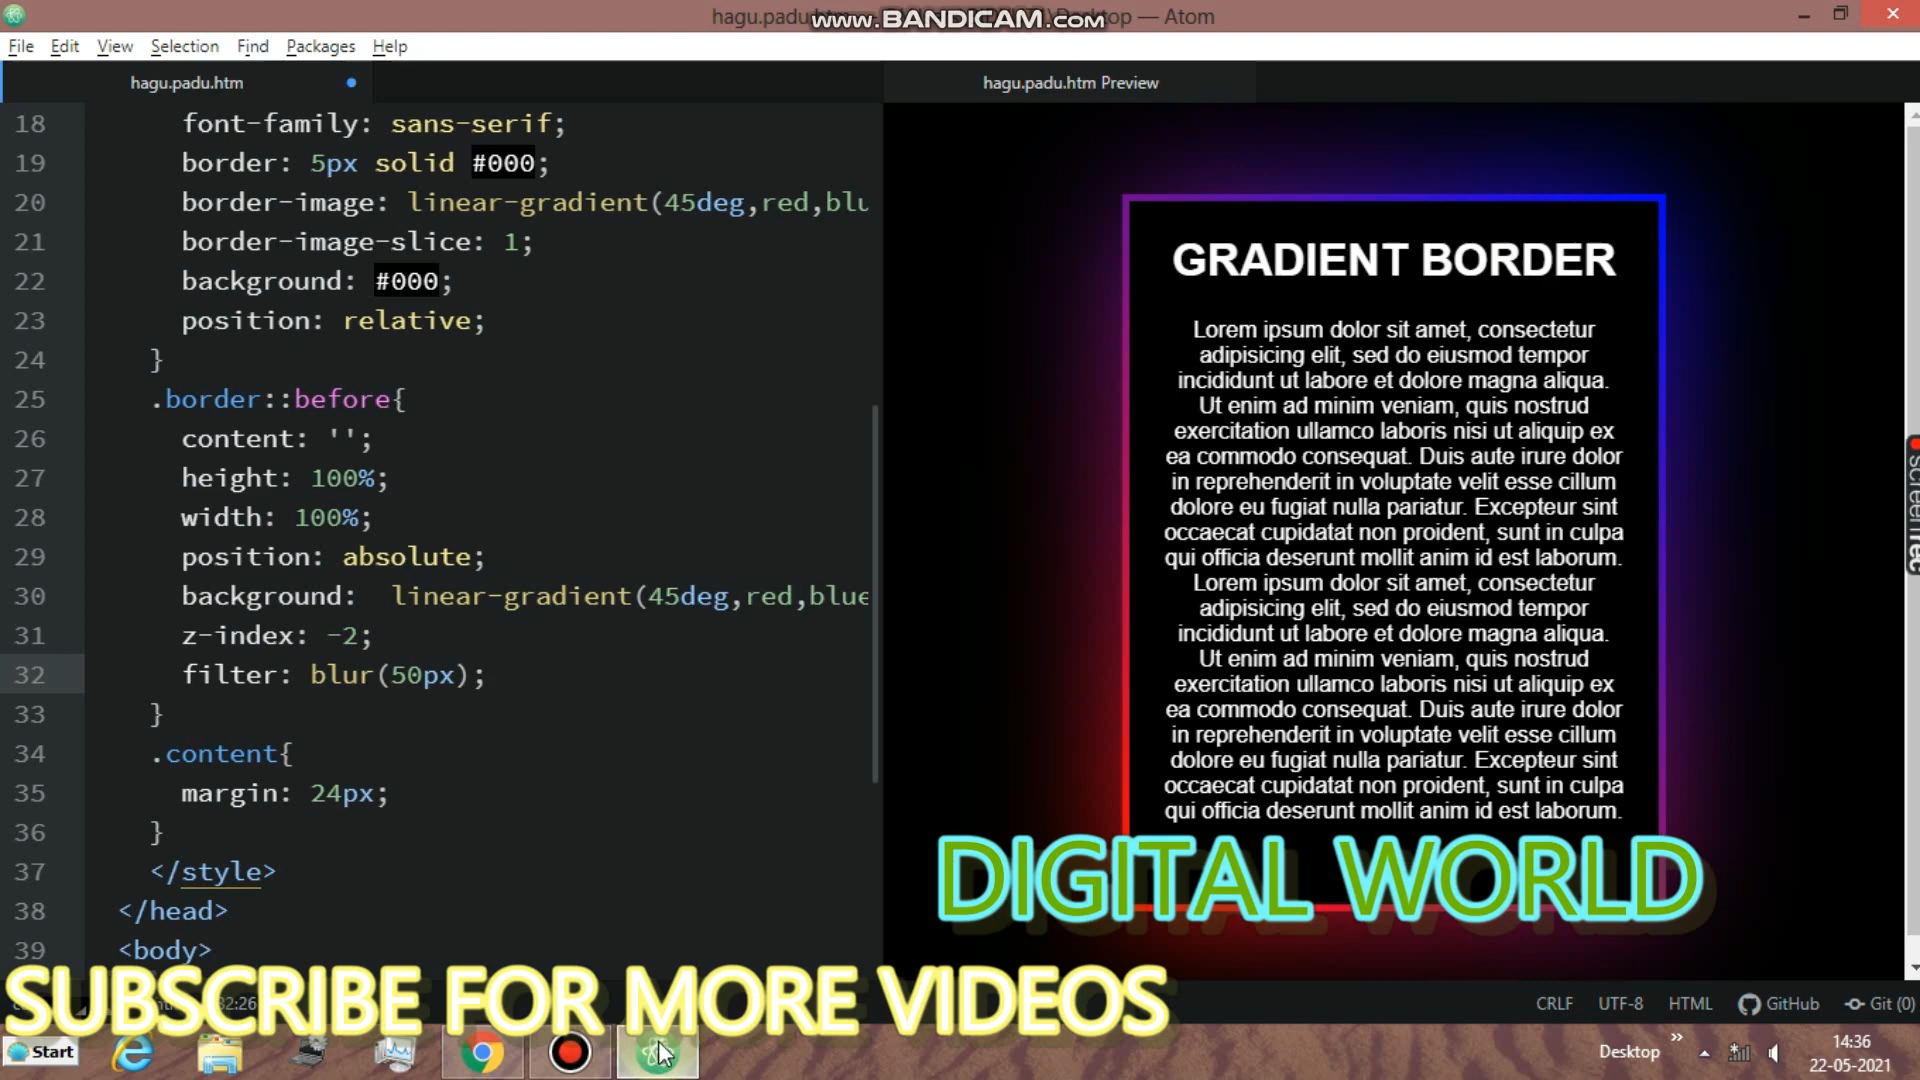 hagu.padu.htm
www.BANDICAM.com
top — Atom
File Edit View Selection Find Packages Help
hagu.padu.htm
hagu.padu.htm Preview
18 font-family: sans-serif;
19 border: 5px solid #000;
20 border-image: linear-gradient(45deg,red,blu
21 border-image-slice: 1;
22 background: #000;
23 position: relative;
24 }
25 .border::before{
26 content: '';
27 height: 100%;
28 width: 100%;
29 position: absolute;
30 background:  linear-gradient(45deg,red,blue
31 z-index: -2;
32 filter: blur(50px);
33 }
34 .content{
35 margin: 24px;
36 }
37 </style>
38 </head>
39 <body>
GRADIENT BORDER
Lorem ipsum dolor sit amet, consectetur
adipisicing elit, sed do eiusmod tempor
incididunt ut labore et dolore magna aliqua.
Ut enim ad minim veniam, quis nostrud
exercitation ullamco laboris nisi ut aliquip ex
ea commodo consequat. Duis aute irure dolor
in reprehenderit in voluptate velit esse cillum
dolore eu fugiat nulla pariatur. Excepteur sint
occaecat cupidatat non proident, sunt in culpa
qui officia deserunt mollit anim id est laborum.
Lorem ipsum dolor sit amet, consectetur
adipisicing elit, sed do eiusmod tempor
incididunt ut labore et dolore magna aliqua.
Ut enim ad minim veniam, quis nostrud
exercitation ullamco laboris nisi ut aliquip ex
ea commodo consequat. Duis aute irure dolor
in reprehenderit in voluptate velit esse cillum
dolore eu fugiat nulla pariatur. Excepteur sint
occaecat cupidatat non proident, sunt in culpa
qui officia deserunt mollit anim id est laborum.
DIGITAL WORLD
screenrec
SUBSCRIBE FOR MORE VIDEOS
32:26
CRLF UTF-8 HTML GitHub Git (0)
Start
Desktop
14:36
22-05-2021